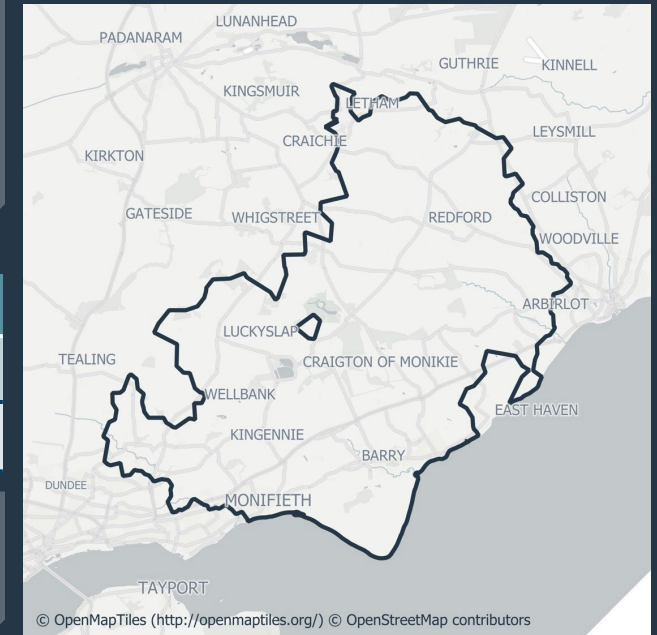 LUNANHEAD
PADANARAM
GUTHRIE
KINNELL
KINGSMUIR
LETHAM
LEYSMILL
CRAICHIE
KIRKTON
COLLISTON
GATESIDE
WHIGSTREET
REDFORD
WOODVILLE
ARBIRLOT
LUCKYSLAP
TEALING
CRAIGTON OF MONIKIE
WELLBANK
EAST HAVEN
KINGENNIE
BARRY
DUNDEE
MONIFIETH
TAYPORT
© OpenMapTiles (http://openmaptiles.org/) © OpenStreetMap contributors